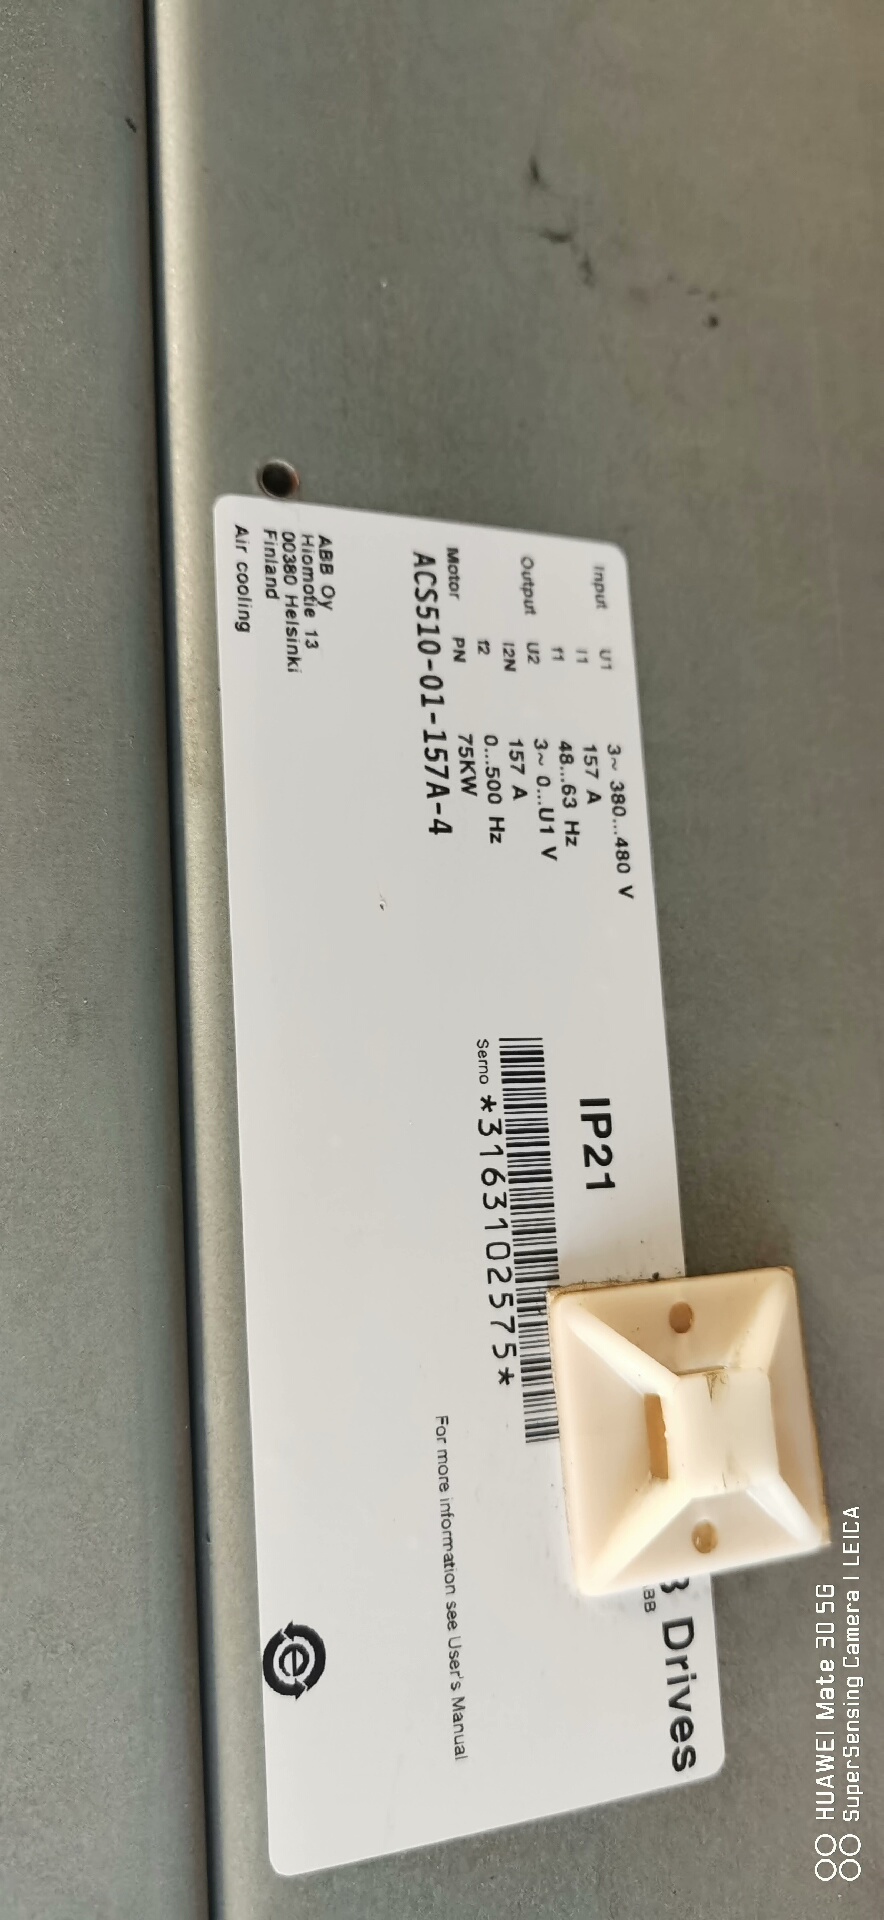 Drives
BB
Input U1 3~ 380...480 V
I1 157 A
f1 48...63 Hz
Output U2 3~ 0...U1 V
I2N 157 A
f2 0...500 Hz
Motor PN 75KW
ACS510-01-157A-4
IP21
Serno *3163102575*
For more information see User's Manual
ABB Oy
Hiomotie 13
00380 Helsinki
Finland
Air cooling
e
HUAWEI Mate 30 5G
SuperSensing Camera | LEICA